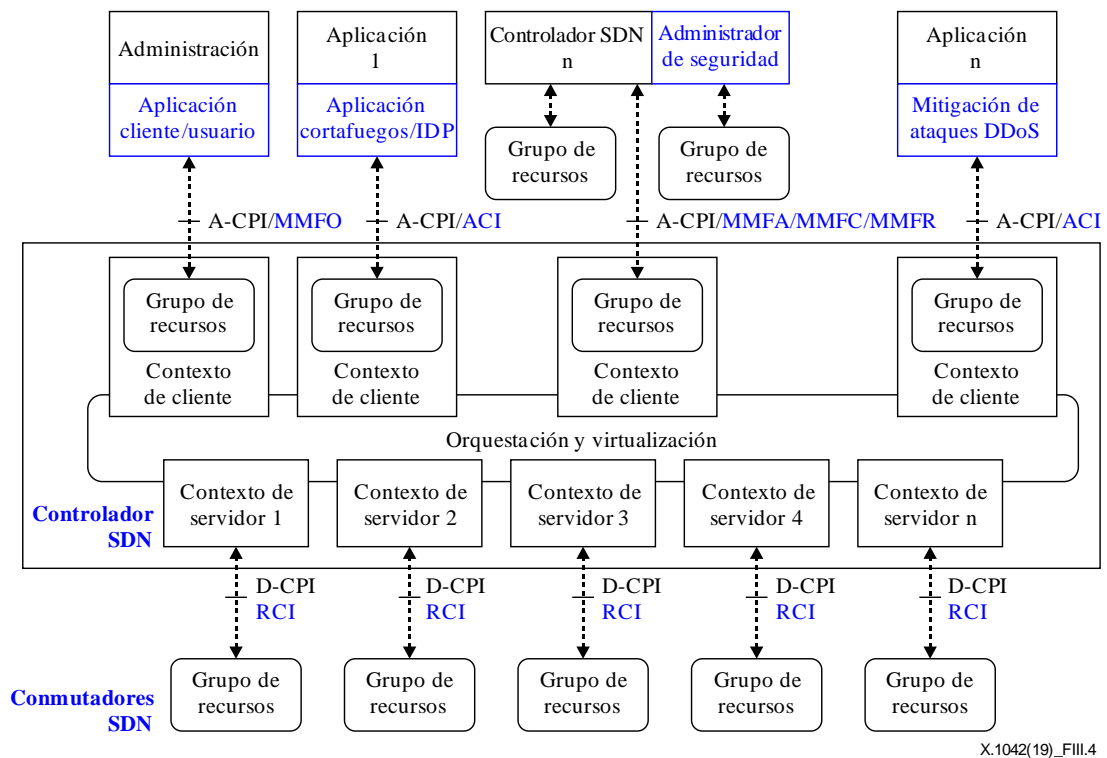 Administración
Aplicación
cliente/usuario
Aplicación
1
Aplicación
cortafuegos/IDP
Controlador SDN
n
Administrador
de seguridad
Aplicación
n
Mitigación de
ataques DDoS
Grupo de
recursos
Grupo de
recursos
A-CPI/MMFO
A-CPI/ACI
A-CPI/MMFA/MMFC/MMFR
A-CPI/ACI
Grupo de
recursos
Contexto
de cliente
Grupo de
recursos
Contexto
de cliente
Grupo de
recursos
Contexto
de cliente
Grupo de
recursos
Contexto
de cliente
Orquestación y virtualización
Controlador
SDN
Contexto de
servidor 1
Contexto de
servidor 2
Contexto de
servidor 3
Contexto de
servidor 4
Contexto de
servidor n
D-CPI
RCI
D-CPI
RCI
D-CPI
RCI
D-CPI
RCI
D-CPI
RCI
Conmutadores
SDN
Grupo de
recursos
Grupo de
recursos
Grupo de
recursos
Grupo de
recursos
Grupo de
recursos
X.1042(19)_FIII.4